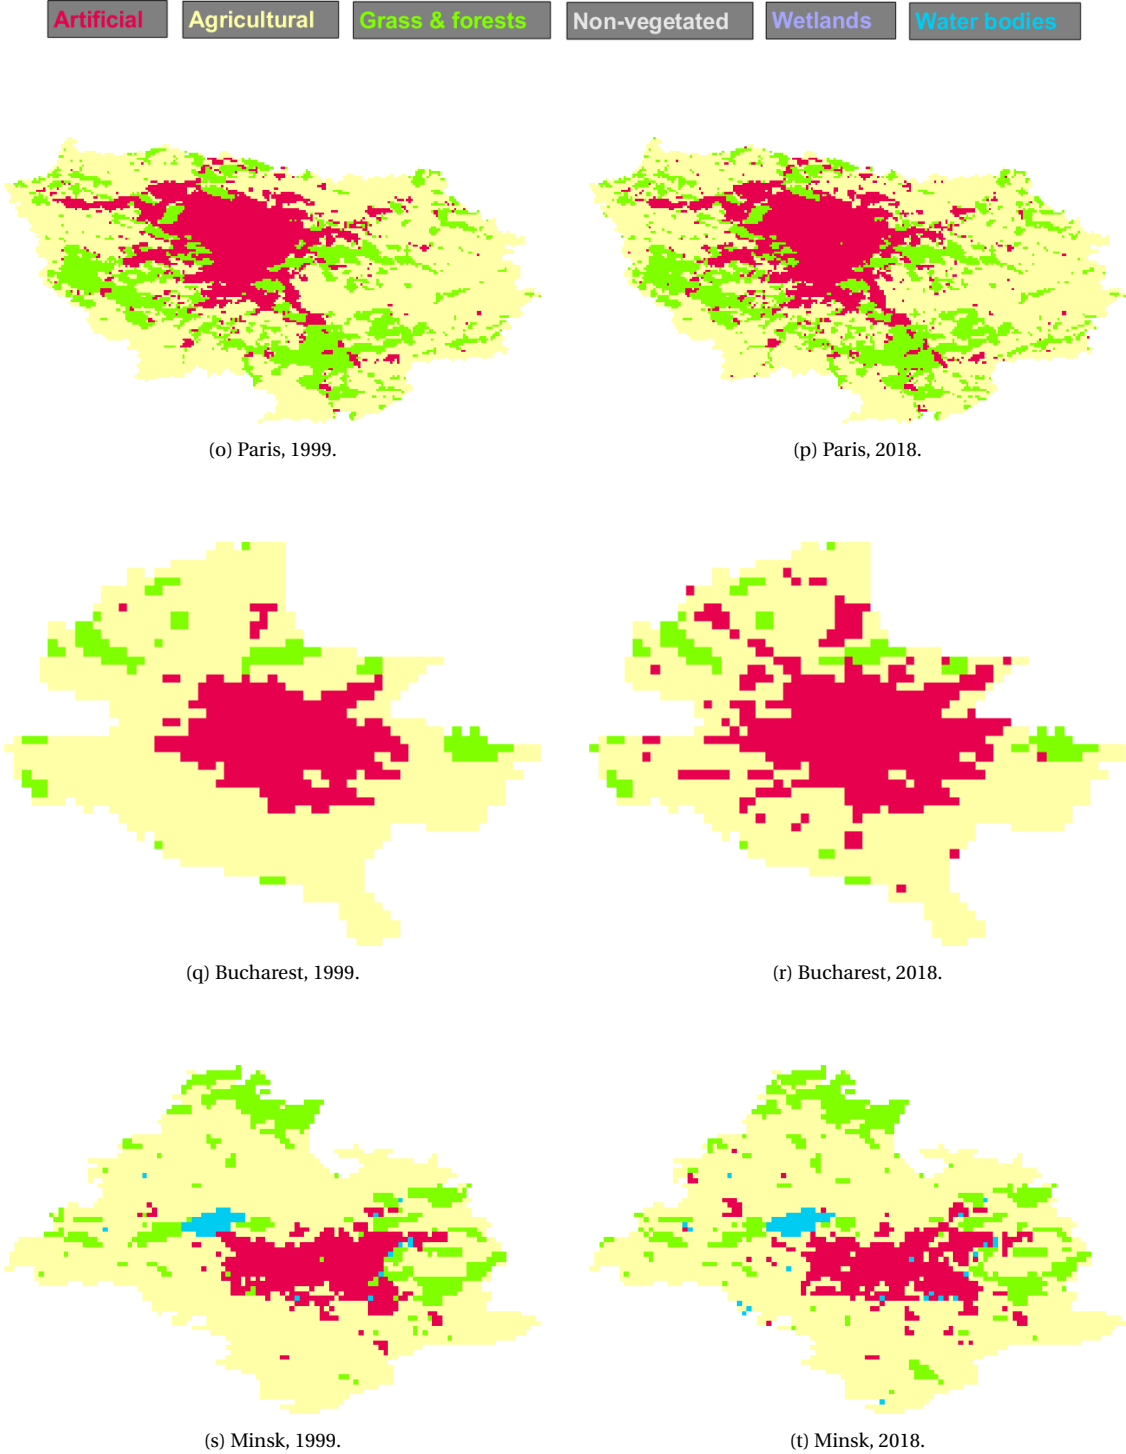 Artificial Agricultural Grass & forests Non-vegetated Wetlands Water bodies
(o) Paris, 1999. (p) Paris, 2018.
(q) Bucharest, 1999. (r) Bucharest, 2018.
(s) Minsk, 1999. (t) Minsk, 2018.